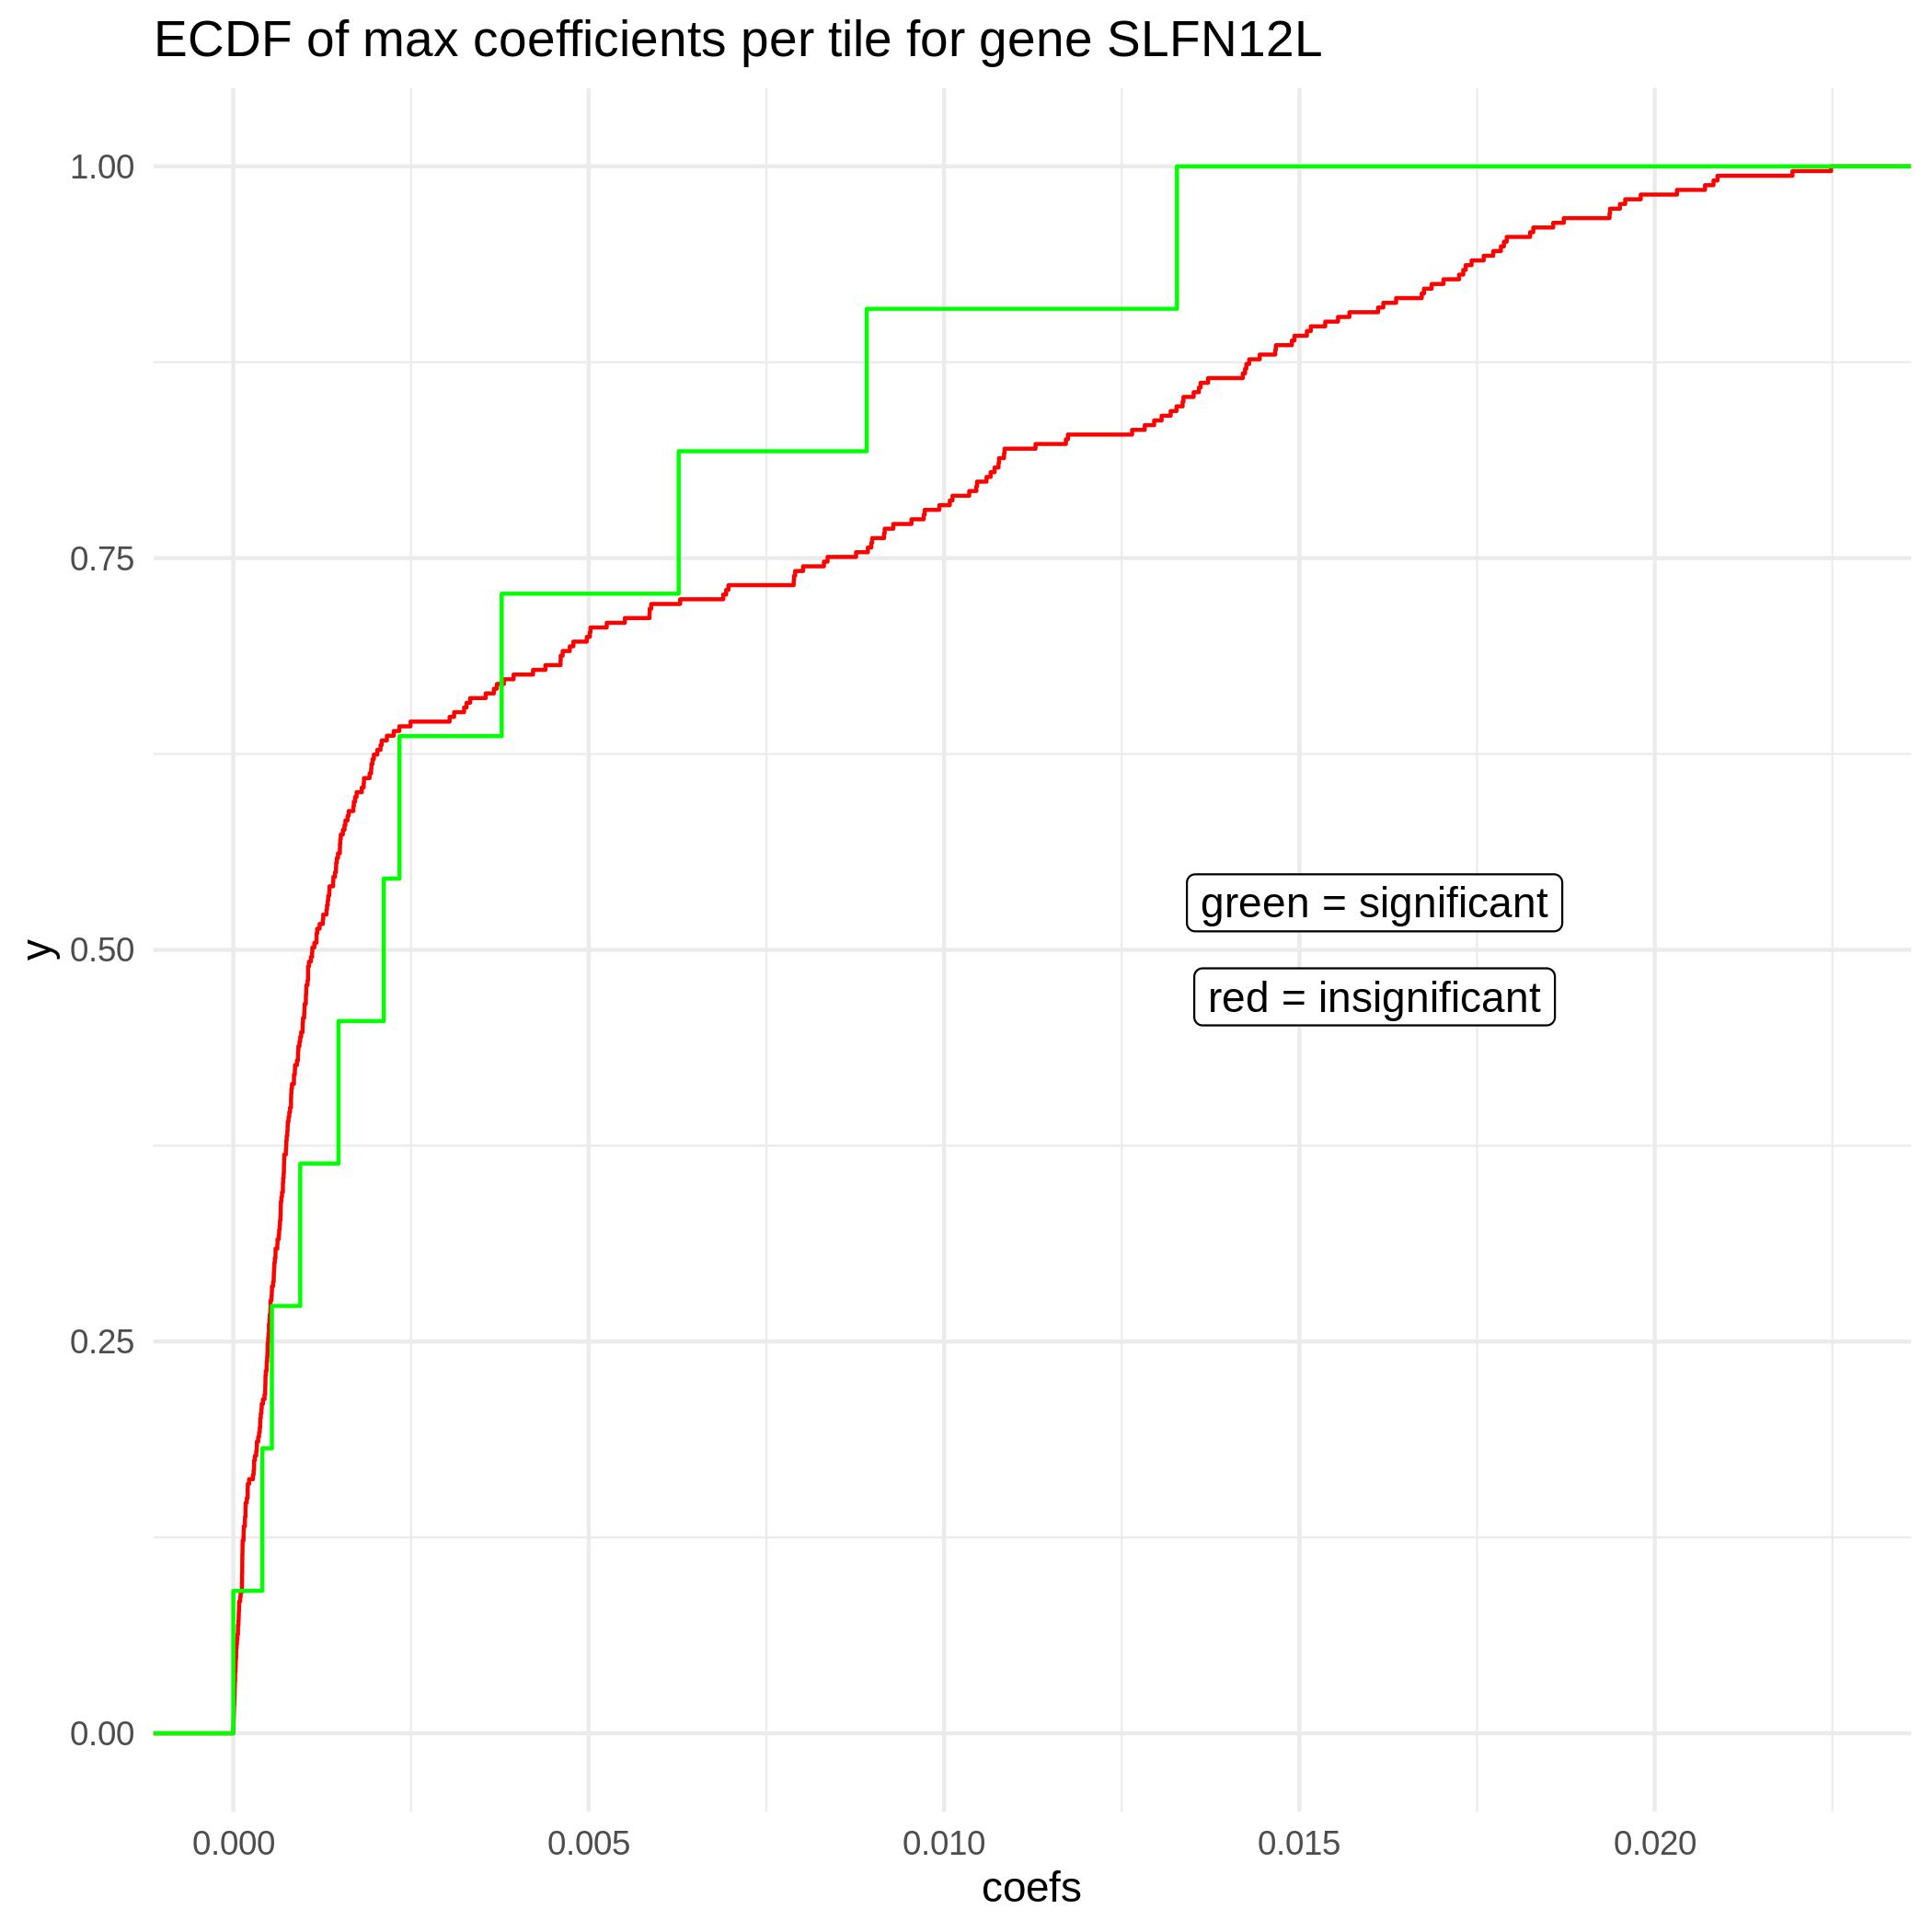 ECDF of max coefficients per tile for gene SLFN12L
1.00
0.75
0.50
0.25
0.00
y
green = significant
red = insignificant
0.000 0.005 0.010 0.015 0.020
coefs